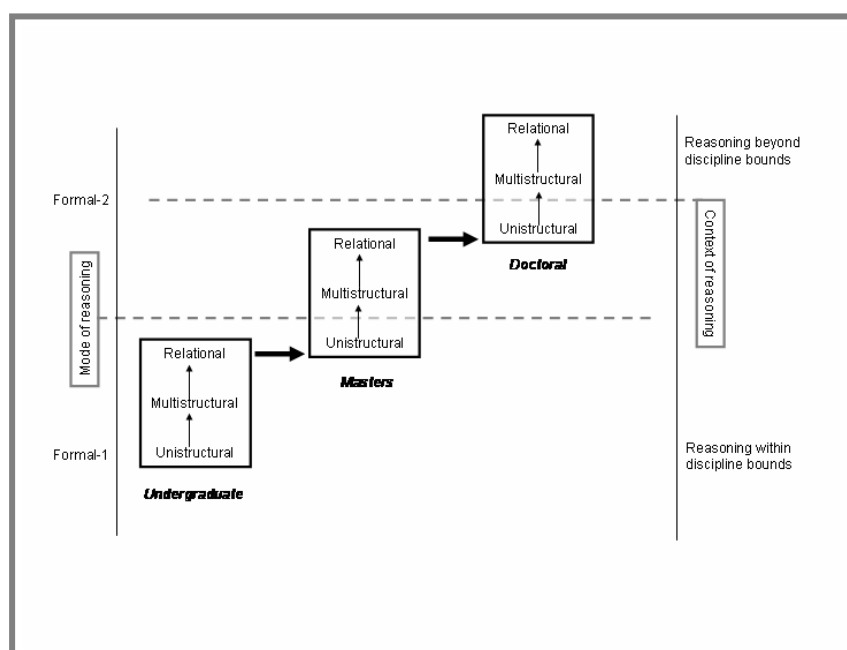 Relational
Multistructural
Unistructural
Doctoral
Reasoning beyond
discipline bounds
Formal-2
Relational
Multistructural
Unistructural
Masters
Context of reasoning
Mode of reasoning
Relational
Multistructural
Unistructural
Undergraduate
Formal-1
Reasoning within
discipline bounds